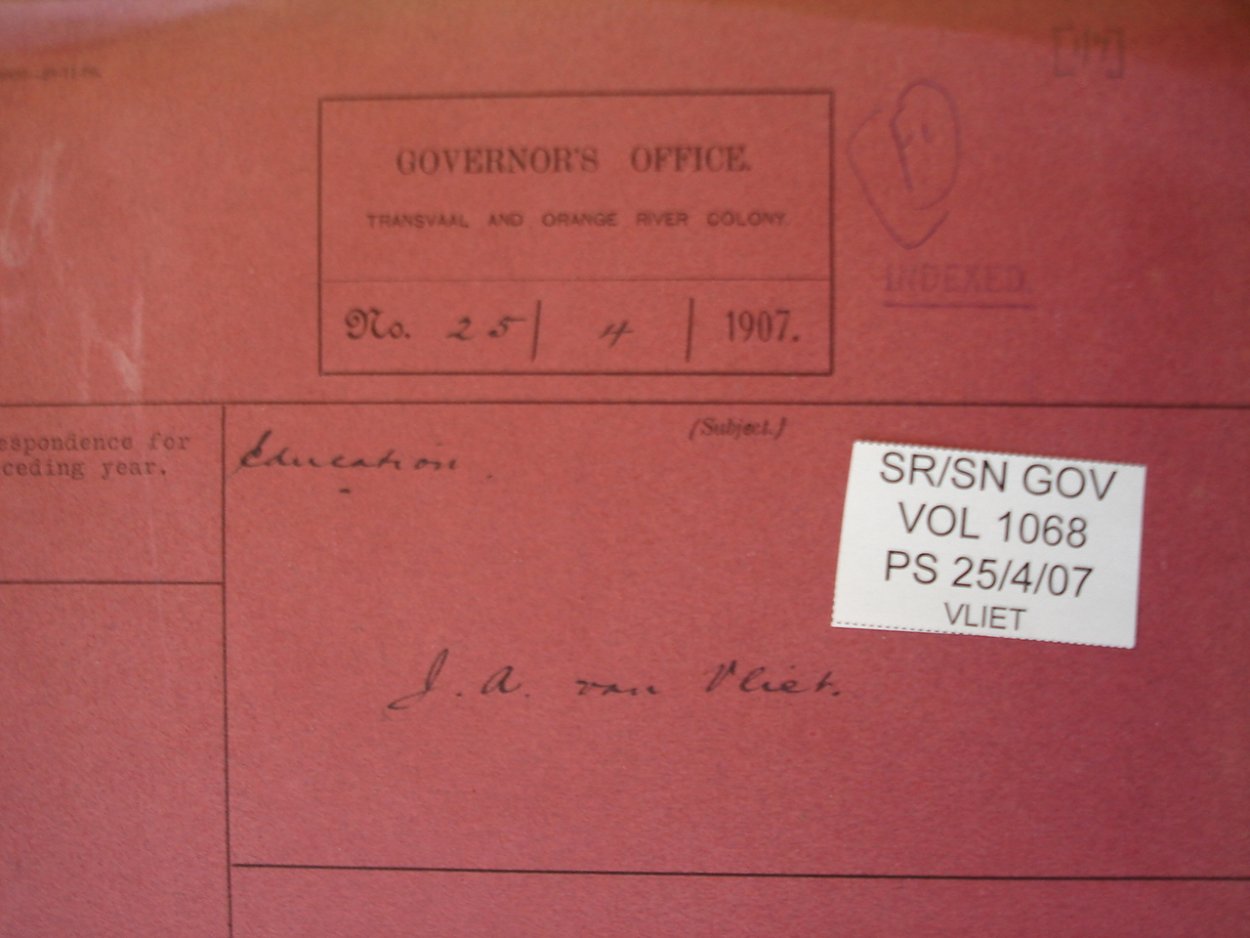 GOVERNOR'S OFFICE.
TRANSVAAL AND ORANGE RIVER COLONY.
No. 25 | 4 | 1907.
INDEXED.
espondence for
ceding year.
(Subject.)
Education.
SR/SN GOV
VOL 1068
PS 25/4/07
VLIET
J. A. van Vliet.